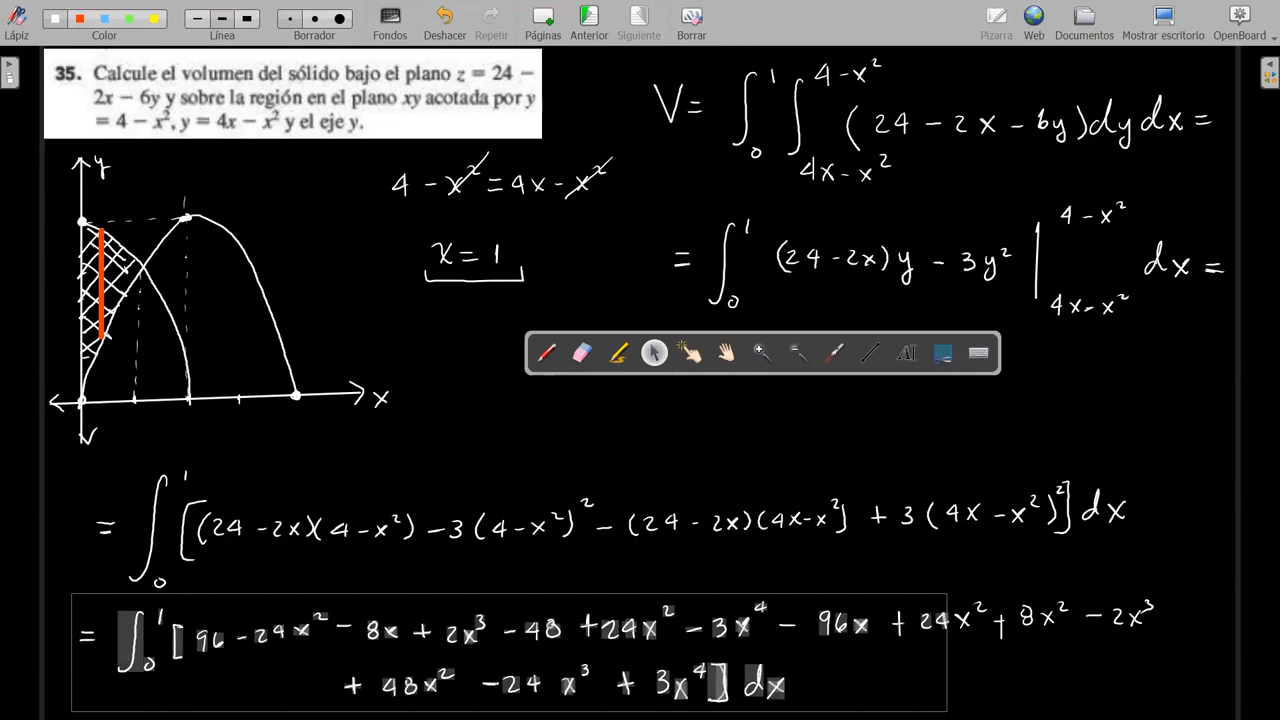 Lápiz Color Línea Borrador Fondos Deshacer Repetir Páginas Anterior Siguiente Borrar Pizarra Web Documentos Mostrar escritorio OpenBoard
35. Calcule el volumen del sólido bajo el plano z = 24 −
2x − 6y y sobre la región en el plano xy acotada por y
= 4 − x², y = 4x − x² y el eje y.
y
x
4 - x² = 4x - x²
x = 1
V = ∫₀¹ ∫_{4x-x²}^{4-x²} (24 - 2x - 6y) dy dx =
= ∫₀¹ (24-2x)y - 3y² |_{4x-x²}^{4-x²} dx =
= ∫₀¹ [(24-2x)(4-x²) - 3(4-x²)² - (24-2x)(4x-x²) + 3(4x-x²)²] dx
= ∫₀¹ [96 - 24x² - 8x + 2x³ - 48 + 24x² - 3x⁴ - 96x + 24x² + 8x² - 2x³
+ 48x² - 24x³ + 3x⁴] dx